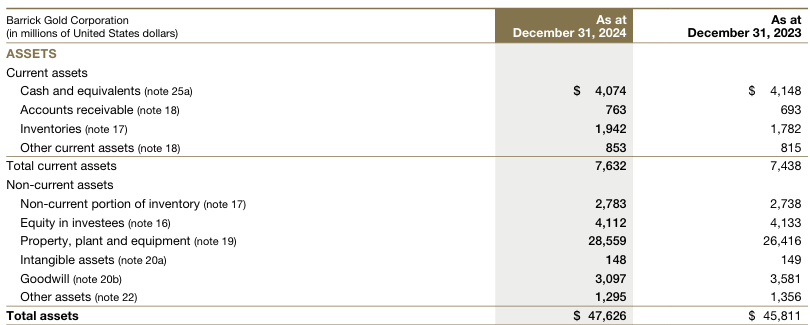 Barrick Gold Corporation As at As at
(in millions of United States dollars) December 31, 2024 December 31, 2023
ASSETS
Current assets
Cash and equivalents (note 25a) $ 4,074 $ 4,148
Accounts receivable (note 18) 763 693
Inventories (note 17) 1,942 1,782
Other current assets (note 18) 853 815
Total current assets 7,632 7,438
Non-current assets
Non-current portion of inventory (note 17) 2,783 2,738
Equity in investees (note 16) 4,112 4,133
Property, plant and equipment (note 19) 28,559 26,416
Intangible assets (note 20a) 148 149
Goodwill (note 20b) 3,097 3,581
Other assets (note 22) 1,295 1,356
Total assets $ 47,626 $ 45,811